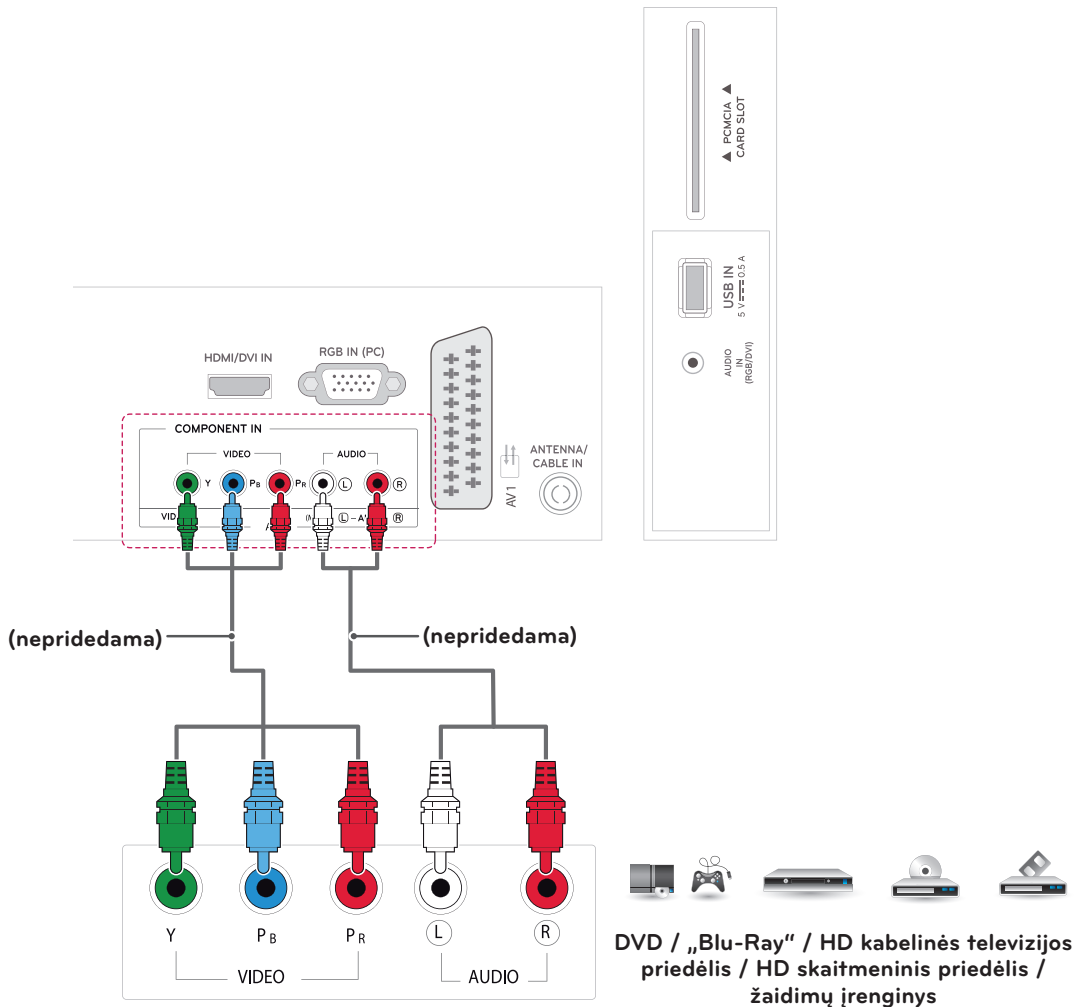 ▲ PCMCIA ▲
CARD SLOT
USB IN
5 V 0.5 A
AUDIO
IN
(RGB/DVI)
HDMI/DVI IN
RGB IN (PC)
COMPONENT IN
VIDEO
AUDIO
Y
PB
PR
L
R
VID
L
R
AV1
ANTENNA/
CABLE IN
(nepridedama)
(nepridedama)
Y
PB
PR
L
R
VIDEO
AUDIO
DVD / „Blu-Ray“ / HD kabelinės televizijos
priedėlis / HD skaitmeninis priedėlis /
žaidimų įrenginys